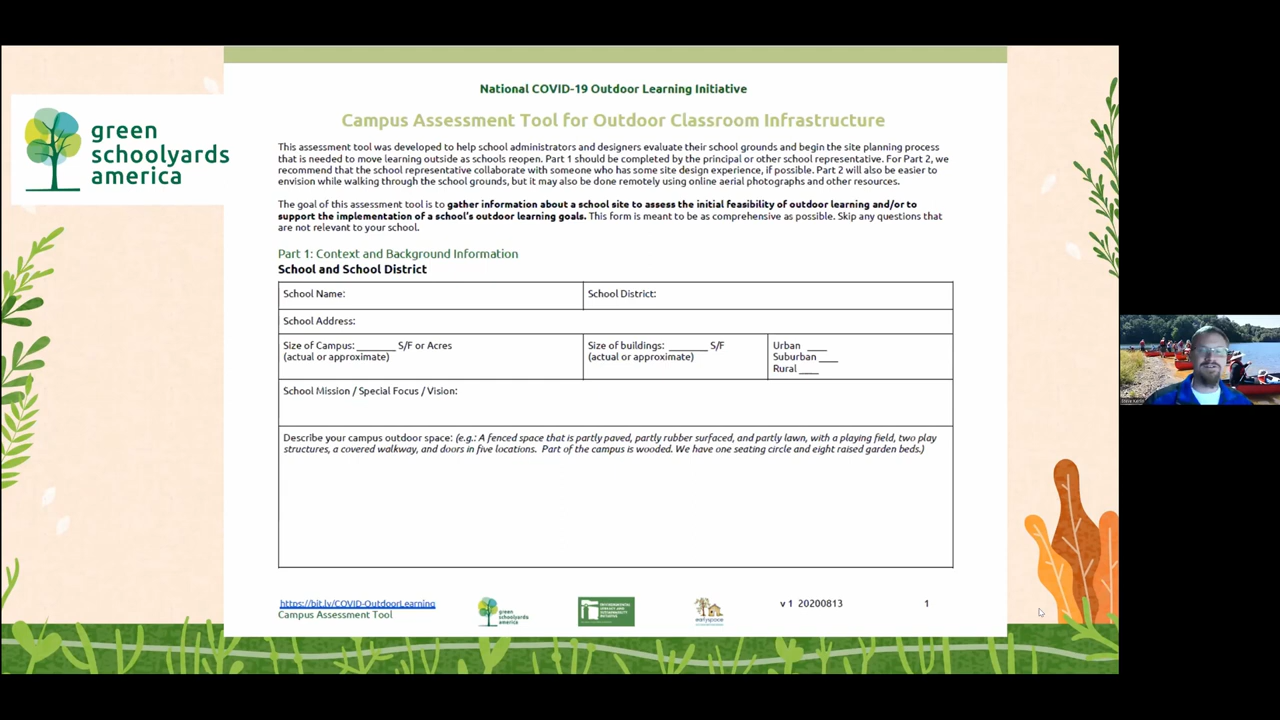 green
schoolyards
america
National COVID-19 Outdoor Learning Initiative
Campus Assessment Tool for Outdoor Classroom Infrastructure
This assessment tool was developed to help school administrators and designers evaluate their school grounds and begin the site planning process
that is needed to move learning outside as schools reopen. Part 1 should be completed by the principal or other school representative. For Part 2, we
recommend that the school representative collaborate with someone who has some site design experience, if possible. Part 2 will also be easier to
envision while walking through the school grounds, but it may also be done remotely using online aerial photographs and other resources.
The goal of this assessment tool is to gather information about a school site to assess the initial feasibility of outdoor learning and/or to
support the implementation of a school's outdoor learning goals. This form is meant to be as comprehensive as possible. Skip any questions that
are not relevant to your school.
Part 1: Context and Background Information
School and School District
School Name: School District:
School Address:
Size of Campus: ________ S/F or Acres Size of buildings: ________ S/F Urban ____
(actual or approximate) (actual or approximate) Suburban ____
Rural ____
School Mission / Special Focus / Vision:
Describe your campus outdoor space: (e.g.: A fenced space that is partly paved, partly rubber surfaced, and partly lawn, with a playing field, two play
structures, a covered walkway, and doors in five locations. Part of the campus is wooded. We have one seating circle and eight raised garden beds.)
https://bit.ly/COVID-OutdoorLearning v 1 20200813 1
Campus Assessment Tool
green
schoolyards
america